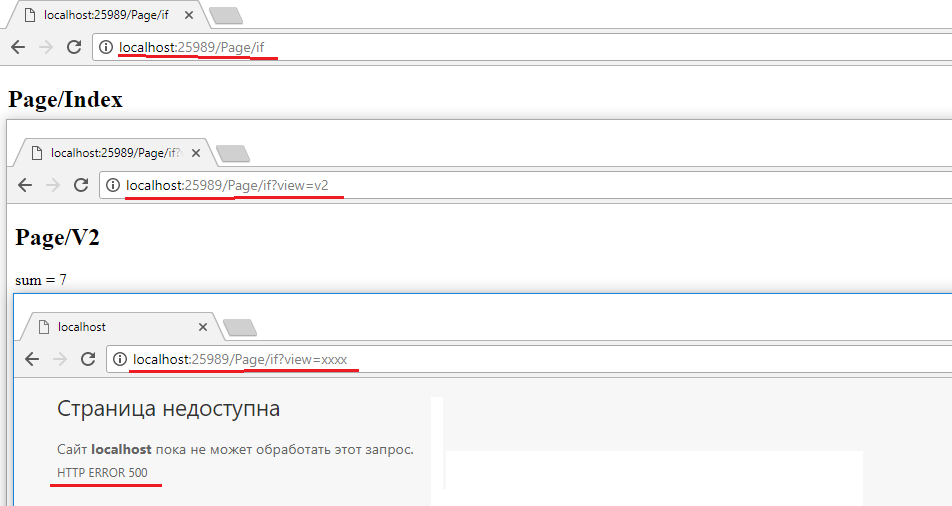 localhost:25989/Page/if
localhost:25989/Page/if
Page/Index
localhost:25989/Page/if?
localhost:25989/Page/if?view=v2
Page/V2
sum = 7
localhost
localhost:25989/Page/if?view=xxxx
Страница недоступна
Сайт localhost пока не может обработать этот запрос.
HTTP ERROR 500